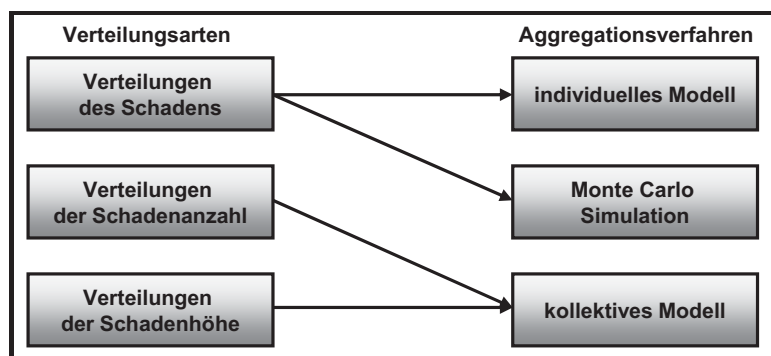 Verteilungsarten
Aggregationsverfahren
Verteilungen
des Schadens
individuelles Modell
Verteilungen
der Schadenanzahl
Monte Carlo
Simulation
Verteilungen
der Schadenhöhe
kollektives Modell